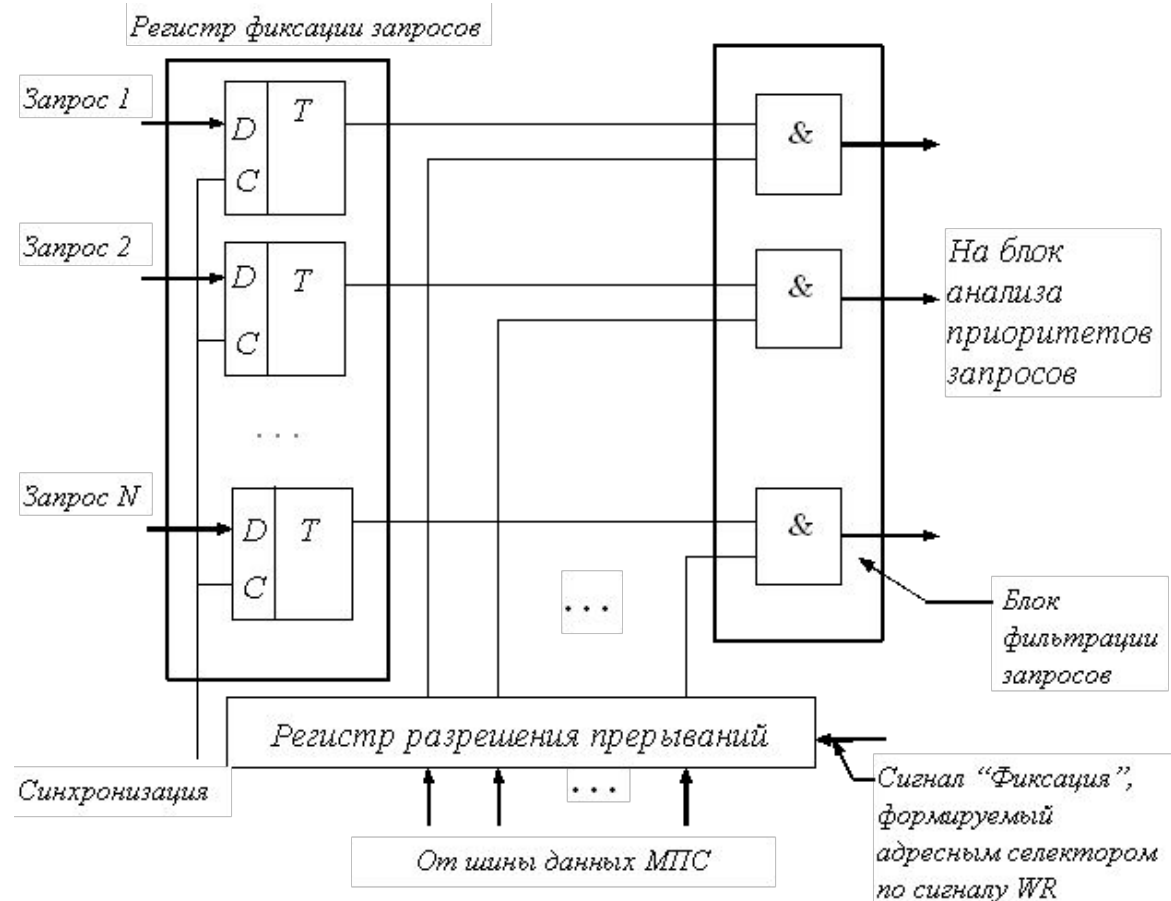 Регистр фиксации запросов
Запрос 1
D
T
C
&
Запрос 2
D
T
C
&
На блок
анализа
приоритетов
запросов
. . .
Запрос N
D
T
C
&
. . .
Блок
фильтрации
запросов
Регистр разрешения прерываний
Синхронизация
. . .
Сигнал “Фиксация”,
формируемый
адресным селектором
по сигналу WR
От шины данных МПС